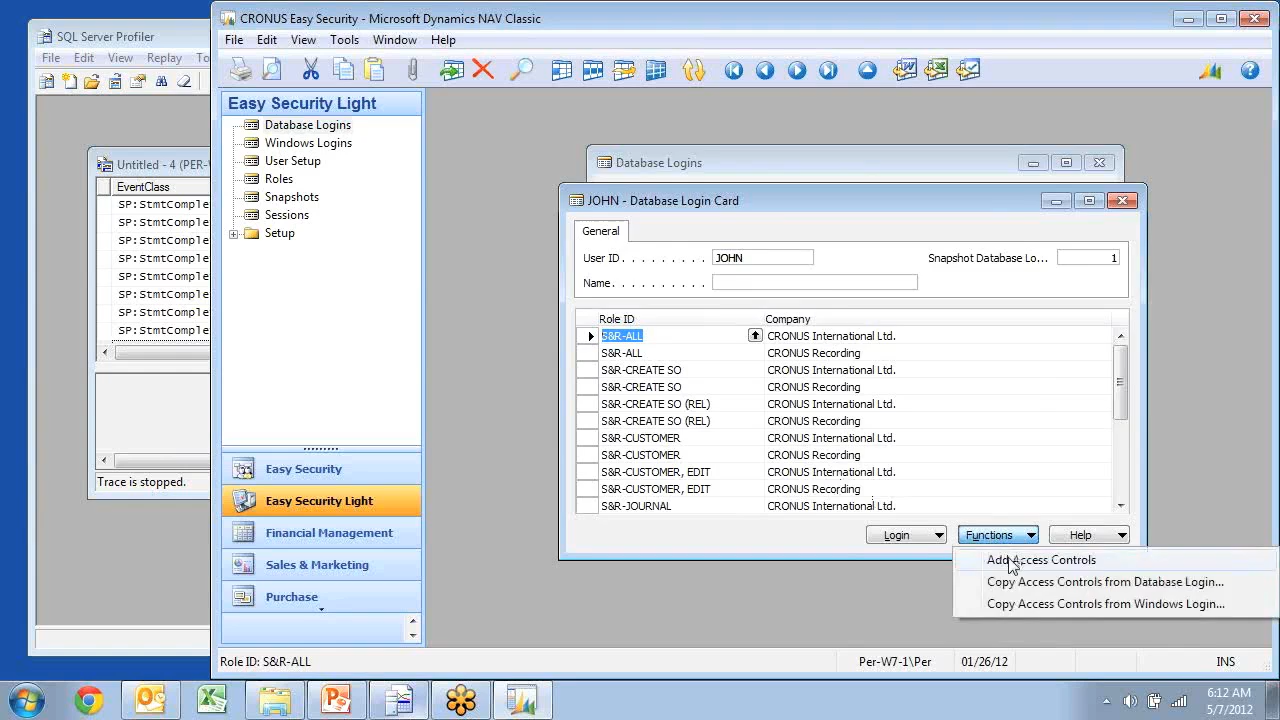 SQL Server Profiler
File Edit View Replay To
Untitled - 4 (PER-W
EventClass
SP:StmtComple
SP:StmtComple
SP:StmtComple
SP:StmtComple
SP:StmtComple
SP:StmtComple
SP:StmtComple
SP:StmtComple
Trace is stopped.
CRONUS Easy Security - Microsoft Dynamics NAV Classic
File Edit View Tools Window Help
Easy Security Light
Database Logins
Windows Logins
User Setup
Roles
Snapshots
Sessions
Setup
Easy Security
Easy Security Light
Financial Management
Sales & Marketing
Purchase
Database Logins
JOHN - Database Login Card
General
User ID . . . . . . . . . JOHN Snapshot Database Lo... 1
Name . . . . . . . . . .
Role ID Company
S&R-ALL CRONUS International Ltd.
S&R-ALL CRONUS Recording
S&R-CREATE SO CRONUS International Ltd.
S&R-CREATE SO CRONUS Recording
S&R-CREATE SO (REL) CRONUS International Ltd.
S&R-CREATE SO (REL) CRONUS Recording
S&R-CUSTOMER CRONUS International Ltd.
S&R-CUSTOMER CRONUS Recording
S&R-CUSTOMER, EDIT CRONUS International Ltd.
S&R-CUSTOMER, EDIT CRONUS Recording
S&R-JOURNAL CRONUS International Ltd.
Login Functions Help
Add Access Controls
Copy Access Controls from Database Login...
Copy Access Controls from Windows Login...
Role ID: S&R-ALL Per-W7-1\Per 01/26/12 INS
6:12 AM
5/7/2012